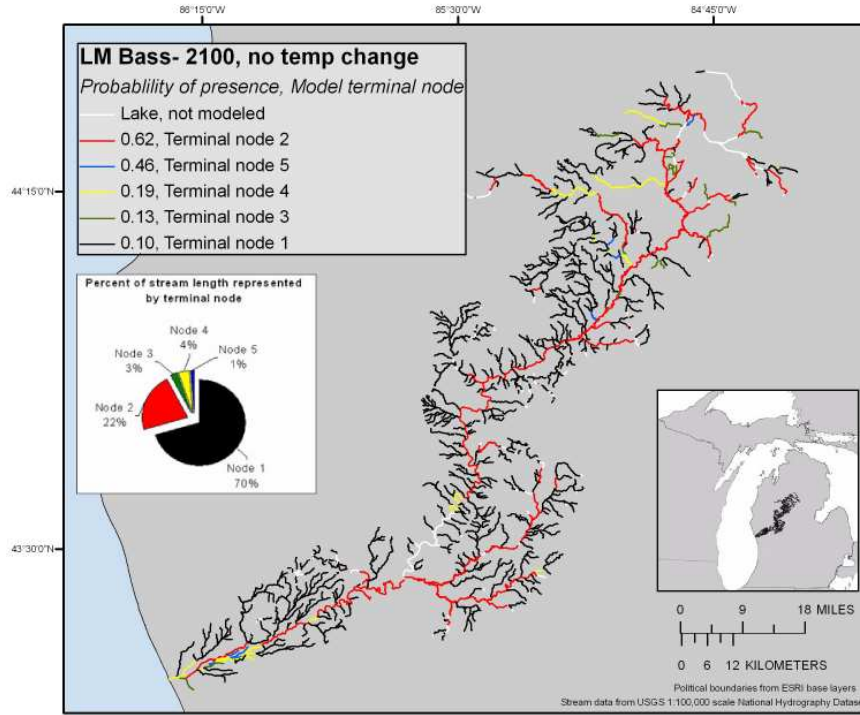 86°15'0"W 85°30'0"W 84°45'0"W
LM Bass- 2100, no temp change
Probablility of presence, Model terminal node
Lake, not modeled
0.62, Terminal node 2
0.46, Terminal node 5
0.19, Terminal node 4
0.13, Terminal node 3
0.10, Terminal node 1
44°15'0"N
Percent of stream length represented
by terminal node
Node 4
4%
Node 5
1%
Node 3
3%
Node 2
22%
Node 1
70%
43°30'0"N
0 9 18 MILES
0 6 12 KILOMETERS
Political boundaries from ESRI base layers
Stream data from USGS 1:100,000 scale National Hydrography Datase